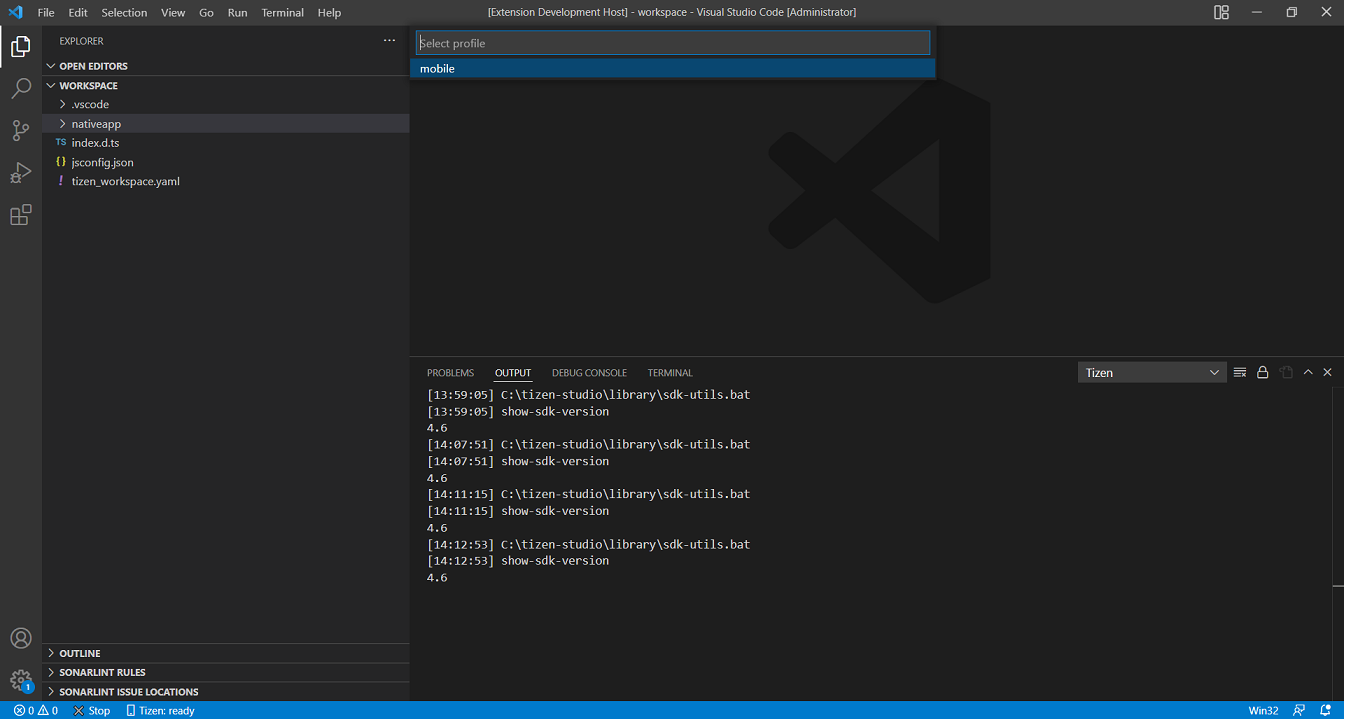 File Edit Selection View Go Run Terminal Help
[Extension Development Host] - workspace - Visual Studio Code [Administrator]
EXPLORER
OPEN EDITORS
WORKSPACE
.vscode
nativeapp
TS index.d.ts
{} jsconfig.json
! tizen_workspace.yaml
OUTLINE
SONARLINT RULES
SONARLINT ISSUE LOCATIONS
Select profile
mobile
PROBLEMS OUTPUT DEBUG CONSOLE TERMINAL
Tizen
[13:59:05] C:\tizen-studio\library\sdk-utils.bat
[13:59:05] show-sdk-version
4.6
[14:07:51] C:\tizen-studio\library\sdk-utils.bat
[14:07:51] show-sdk-version
4.6
[14:11:15] C:\tizen-studio\library\sdk-utils.bat
[14:11:15] show-sdk-version
4.6
[14:12:53] C:\tizen-studio\library\sdk-utils.bat
[14:12:53] show-sdk-version
4.6
1
0 0 Stop Tizen: ready
Win32